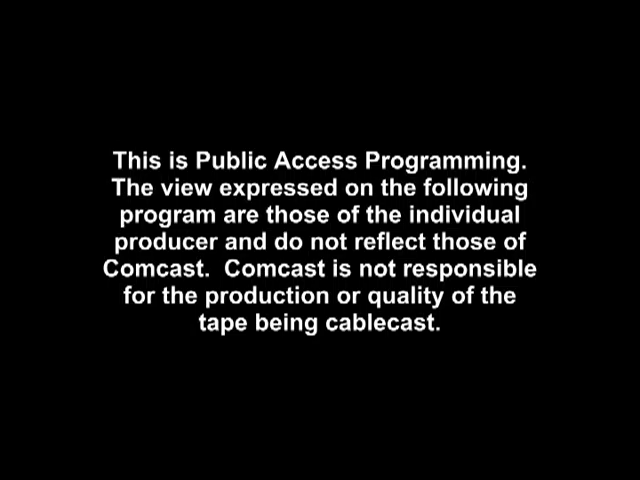 This is Public Access Programming.
The view expressed on the following
program are those of the individual
producer and do not reflect those of
Comcast.  Comcast is not responsible
for the production or quality of the
tape being cablecast.